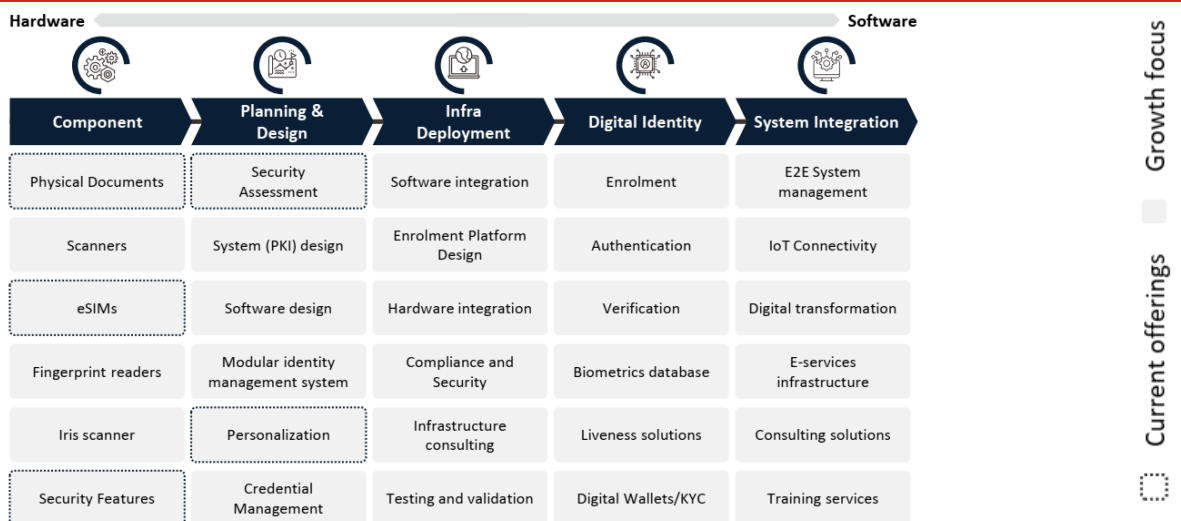 Hardware
Software
Component
Planning &
Design
Infra
Deployment
Digital Identity
System Integration
Physical Documents
Security
Assessment
Software integration
Enrolment
E2E System
management
Scanners
System (PKI) design
Enrolment Platform
Design
Authentication
IoT Connectivity
eSIMs
Software design
Hardware integration
Verification
Digital transformation
Fingerprint readers
Modular identity
management system
Compliance and
Security
Biometrics database
E-services
infrastructure
Iris scanner
Personalization
Infrastructure
consulting
Liveness solutions
Consulting solutions
Security Features
Credential
Management
Testing and validation
Digital Wallets/KYC
Training services
Current offerings
Growth focus